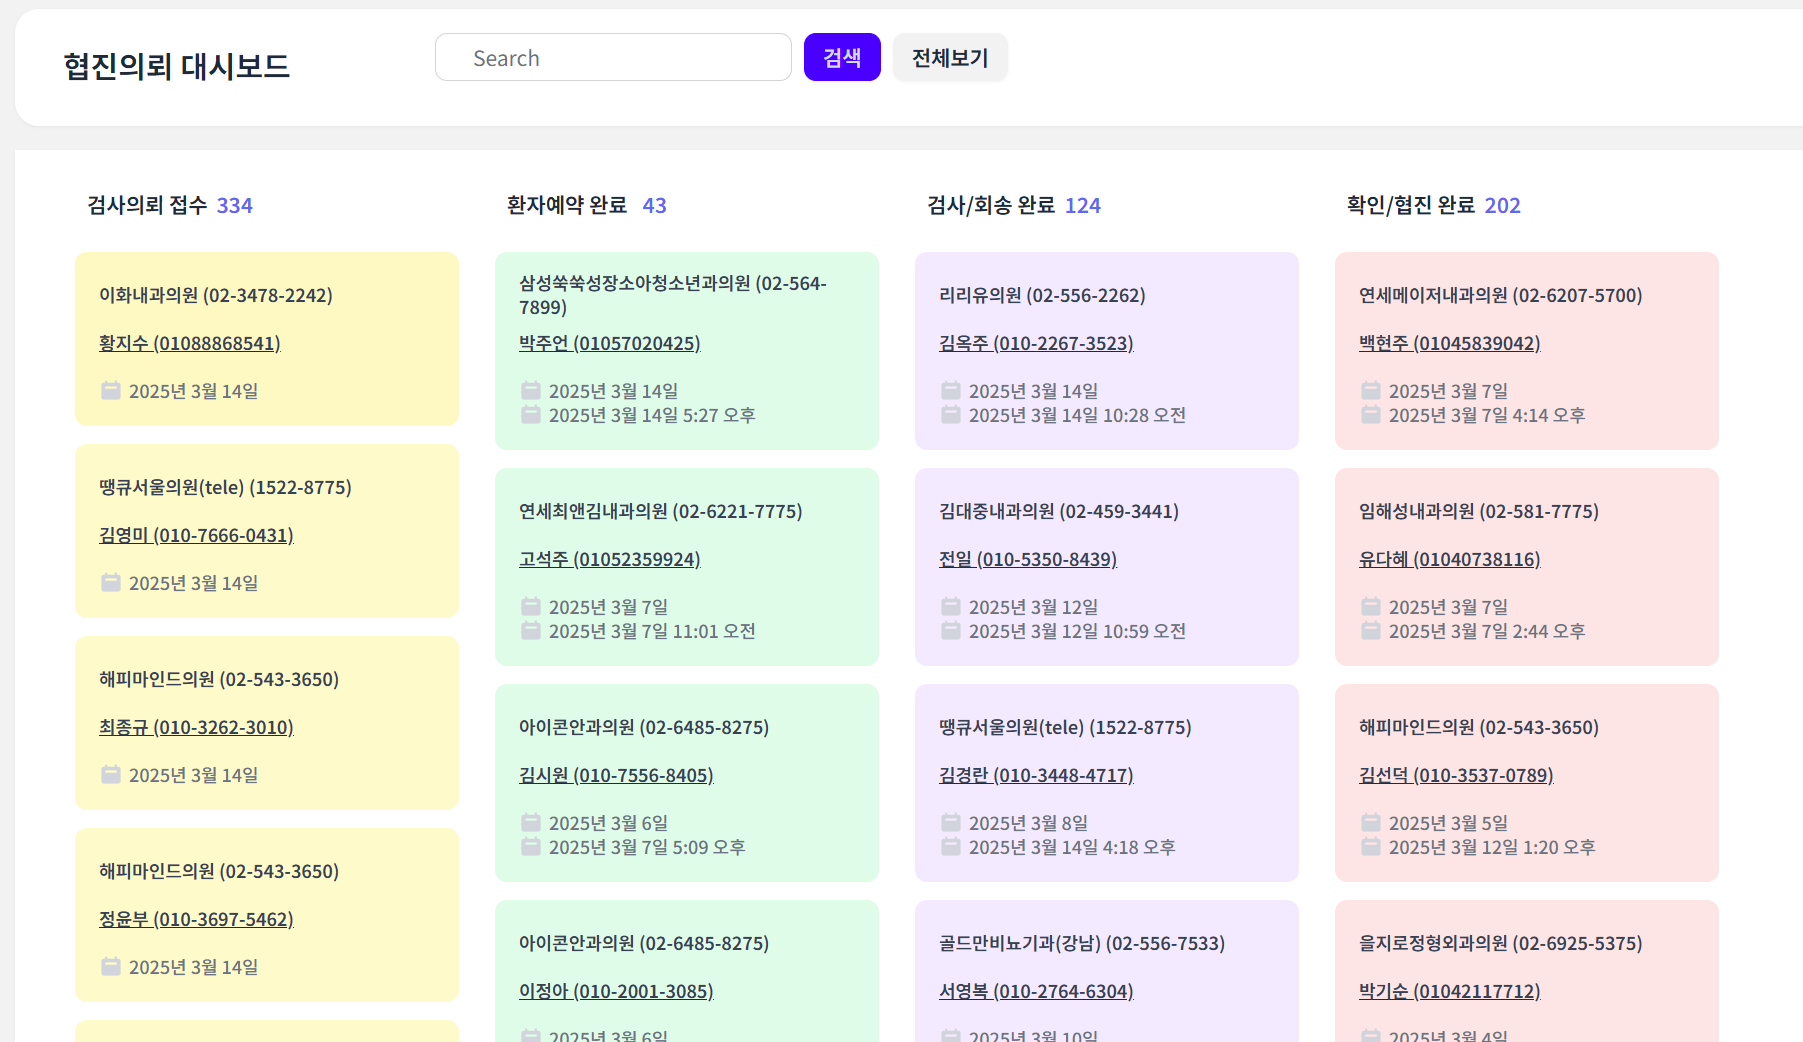 협진의뢰 대시보드
Search
검색
전체보기
검사의뢰 접수 334
이화내과의원 (02-3478-2242)
황지수 (01088868541)
2025년 3월 14일
땡큐서울의원(tele) (1522-8775)
김영미 (010-7666-0431)
2025년 3월 14일
해피마인드의원 (02-543-3650)
최종규 (010-3262-3010)
2025년 3월 14일
해피마인드의원 (02-543-3650)
정윤부 (010-3697-5462)
2025년 3월 14일
환자예약 완료 43
삼성쑥쑥성장소아청소년과의원 (02-564-
7899)
박주언 (01057020425)
2025년 3월 14일
2025년 3월 14일 5:27 오후
연세최앤김내과의원 (02-6221-7775)
고석주 (01052359924)
2025년 3월 7일
2025년 3월 7일 11:01 오전
아이콘안과의원 (02-6485-8275)
김시원 (010-7556-8405)
2025년 3월 6일
2025년 3월 7일 5:09 오후
아이콘안과의원 (02-6485-8275)
이정아 (010-2001-3085)
2025년 3월 6일
검사/회송 완료 124
리리유의원 (02-556-2262)
김옥주 (010-2267-3523)
2025년 3월 14일
2025년 3월 14일 10:28 오전
김대중내과의원 (02-459-3441)
전일 (010-5350-8439)
2025년 3월 12일
2025년 3월 12일 10:59 오전
땡큐서울의원(tele) (1522-8775)
김경란 (010-3448-4717)
2025년 3월 8일
2025년 3월 14일 4:18 오후
골드만비뇨기과(강남) (02-556-7533)
서영복 (010-2764-6304)
2025년 3월 10일
확인/협진 완료 202
연세메이저내과의원 (02-6207-5700)
백현주 (01045839042)
2025년 3월 7일
2025년 3월 7일 4:14 오후
임해성내과의원 (02-581-7775)
유다혜 (01040738116)
2025년 3월 7일
2025년 3월 7일 2:44 오후
해피마인드의원 (02-543-3650)
김선덕 (010-3537-0789)
2025년 3월 5일
2025년 3월 12일 1:20 오후
을지로정형외과의원 (02-6925-5375)
박기순 (01042117712)
2025년 3월 4일